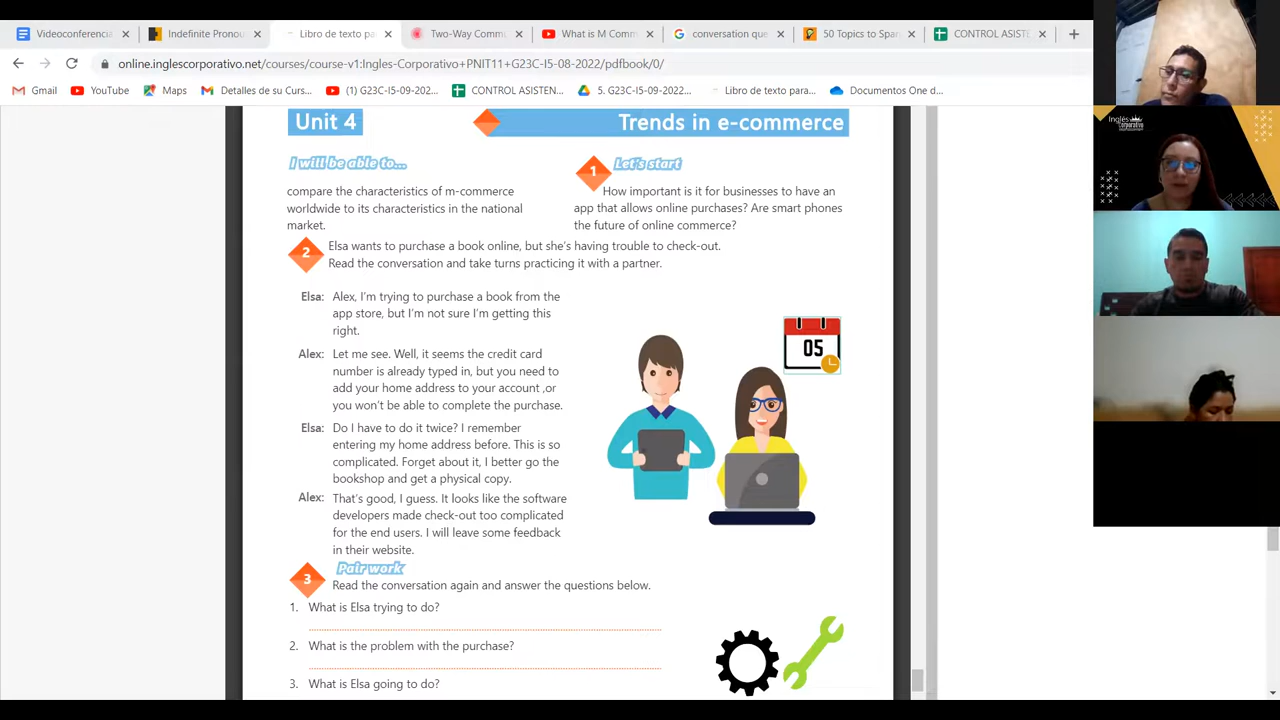 Videoconferencia
Indefinite Pronou
Libro de texto pa
Two-Way Commu
What is M Comm
conversation que
50 Topics to Spar
CONTROL ASISTE
online.inglescorporativo.net/courses/course-v1:Ingles-Corporativo+PNIT11+G23C-I5-08-2022/pdfbook/0/
Gmail
YouTube
Maps
Detalles de su Curs...
(1) G23C-I5-09-202...
CONTROL ASISTEN...
5. G23C-I5-09-2022...
Libro de texto para...
Documentos One d...
Inglés
Corporativo
Unit 4
Trends in e-commerce
I will be able to...
compare the characteristics of m-commerce
worldwide to its characteristics in the national
market.
1
Let's start
How important is it for businesses to have an
app that allows online purchases? Are smart phones
the future of online commerce?
2
Elsa wants to purchase a book online, but she's having trouble to check-out.
Read the conversation and take turns practicing it with a partner.
Elsa: Alex, I'm trying to purchase a book from the
app store, but I'm not sure I'm getting this
right.
Alex: Let me see. Well, it seems the credit card
number is already typed in, but you need to
add your home address to your account ,or
you won't be able to complete the purchase.
Elsa: Do I have to do it twice? I remember
entering my home address before. This is so
complicated. Forget about it, I better go the
bookshop and get a physical copy.
Alex: That's good, I guess. It looks like the software
developers made check-out too complicated
for the end users. I will leave some feedback
in their website.
05
3
Pair work
Read the conversation again and answer the questions below.
1. What is Elsa trying to do?
2. What is the problem with the purchase?
3. What is Elsa going to do?